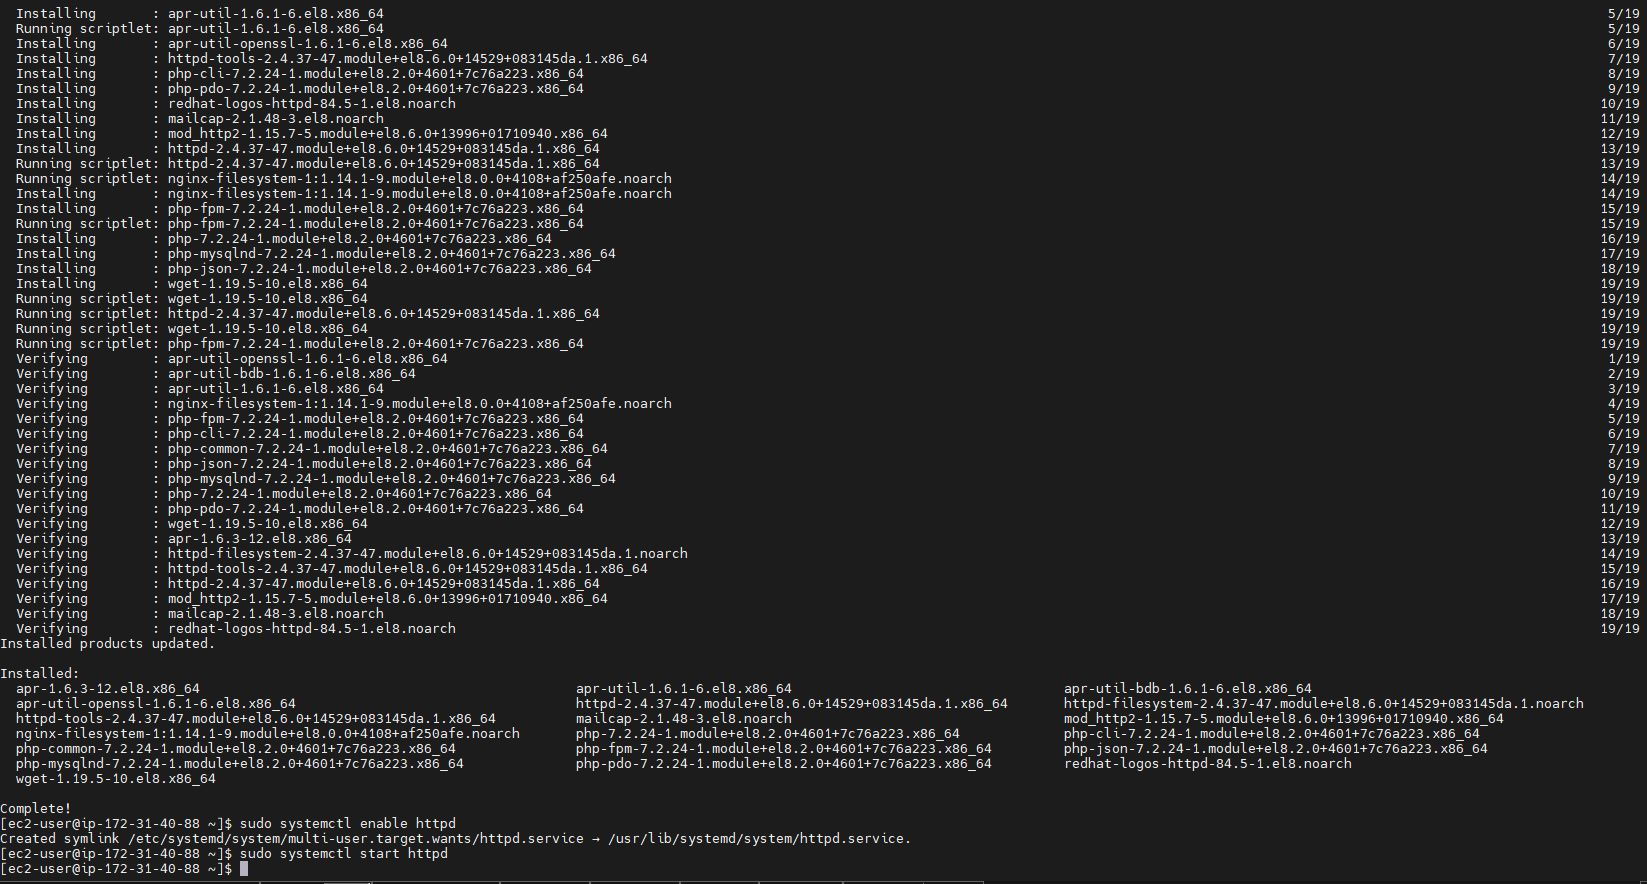 Installing       : apr-util-1.6.1-6.el8.x86_64 5/19
Running scriptlet: apr-util-1.6.1-6.el8.x86_64 5/19
Installing       : apr-util-openssl-1.6.1-6.el8.x86_64 6/19
Installing       : httpd-tools-2.4.37-47.module+el8.6.0+14529+083145da.1.x86_64 7/19
Installing       : php-cli-7.2.24-1.module+el8.2.0+4601+7c76a223.x86_64 8/19
Installing       : php-pdo-7.2.24-1.module+el8.2.0+4601+7c76a223.x86_64 9/19
Installing       : redhat-logos-httpd-84.5-1.el8.noarch 10/19
Installing       : mailcap-2.1.48-3.el8.noarch 11/19
Installing       : mod_http2-1.15.7-5.module+el8.6.0+13996+01710940.x86_64 12/19
Installing       : httpd-2.4.37-47.module+el8.6.0+14529+083145da.1.x86_64 13/19
Running scriptlet: httpd-2.4.37-47.module+el8.6.0+14529+083145da.1.x86_64 13/19
Running scriptlet: nginx-filesystem-1:1.14.1-9.module+el8.0.0+4108+af250afe.noarch 14/19
Installing       : nginx-filesystem-1:1.14.1-9.module+el8.0.0+4108+af250afe.noarch 14/19
Installing       : php-fpm-7.2.24-1.module+el8.2.0+4601+7c76a223.x86_64 15/19
Running scriptlet: php-fpm-7.2.24-1.module+el8.2.0+4601+7c76a223.x86_64 15/19
Installing       : php-7.2.24-1.module+el8.2.0+4601+7c76a223.x86_64 16/19
Installing       : php-mysqlnd-7.2.24-1.module+el8.2.0+4601+7c76a223.x86_64 17/19
Installing       : php-json-7.2.24-1.module+el8.2.0+4601+7c76a223.x86_64 18/19
Installing       : wget-1.19.5-10.el8.x86_64 19/19
Running scriptlet: wget-1.19.5-10.el8.x86_64 19/19
Running scriptlet: httpd-2.4.37-47.module+el8.6.0+14529+083145da.1.x86_64 19/19
Running scriptlet: wget-1.19.5-10.el8.x86_64 19/19
Running scriptlet: php-fpm-7.2.24-1.module+el8.2.0+4601+7c76a223.x86_64 19/19
Verifying        : apr-util-openssl-1.6.1-6.el8.x86_64 1/19
Verifying        : apr-util-bdb-1.6.1-6.el8.x86_64 2/19
Verifying        : apr-util-1.6.1-6.el8.x86_64 3/19
Verifying        : nginx-filesystem-1:1.14.1-9.module+el8.0.0+4108+af250afe.noarch 4/19
Verifying        : php-fpm-7.2.24-1.module+el8.2.0+4601+7c76a223.x86_64 5/19
Verifying        : php-cli-7.2.24-1.module+el8.2.0+4601+7c76a223.x86_64 6/19
Verifying        : php-common-7.2.24-1.module+el8.2.0+4601+7c76a223.x86_64 7/19
Verifying        : php-json-7.2.24-1.module+el8.2.0+4601+7c76a223.x86_64 8/19
Verifying        : php-mysqlnd-7.2.24-1.module+el8.2.0+4601+7c76a223.x86_64 9/19
Verifying        : php-7.2.24-1.module+el8.2.0+4601+7c76a223.x86_64 10/19
Verifying        : php-pdo-7.2.24-1.module+el8.2.0+4601+7c76a223.x86_64 11/19
Verifying        : wget-1.19.5-10.el8.x86_64 12/19
Verifying        : apr-1.6.3-12.el8.x86_64 13/19
Verifying        : httpd-filesystem-2.4.37-47.module+el8.6.0+14529+083145da.1.noarch 14/19
Verifying        : httpd-tools-2.4.37-47.module+el8.6.0+14529+083145da.1.x86_64 15/19
Verifying        : httpd-2.4.37-47.module+el8.6.0+14529+083145da.1.x86_64 16/19
Verifying        : mod_http2-1.15.7-5.module+el8.6.0+13996+01710940.x86_64 17/19
Verifying        : mailcap-2.1.48-3.el8.noarch 18/19
Verifying        : redhat-logos-httpd-84.5-1.el8.noarch 19/19
Installed products updated.
Installed:
apr-1.6.3-12.el8.x86_64 apr-util-1.6.1-6.el8.x86_64 apr-util-bdb-1.6.1-6.el8.x86_64
apr-util-openssl-1.6.1-6.el8.x86_64 httpd-2.4.37-47.module+el8.6.0+14529+083145da.1.x86_64 httpd-filesystem-2.4.37-47.module+el8.6.0+14529+083145da.1.noarch
httpd-tools-2.4.37-47.module+el8.6.0+14529+083145da.1.x86_64 mailcap-2.1.48-3.el8.noarch mod_http2-1.15.7-5.module+el8.6.0+13996+01710940.x86_64
nginx-filesystem-1:1.14.1-9.module+el8.0.0+4108+af250afe.noarch php-7.2.24-1.module+el8.2.0+4601+7c76a223.x86_64 php-cli-7.2.24-1.module+el8.2.0+4601+7c76a223.x86_64
php-common-7.2.24-1.module+el8.2.0+4601+7c76a223.x86_64 php-fpm-7.2.24-1.module+el8.2.0+4601+7c76a223.x86_64 php-json-7.2.24-1.module+el8.2.0+4601+7c76a223.x86_64
php-mysqlnd-7.2.24-1.module+el8.2.0+4601+7c76a223.x86_64 php-pdo-7.2.24-1.module+el8.2.0+4601+7c76a223.x86_64 redhat-logos-httpd-84.5-1.el8.noarch
wget-1.19.5-10.el8.x86_64
Complete!
[ec2-user@ip-172-31-40-88 ~]$ sudo systemctl enable httpd
Created symlink /etc/systemd/system/multi-user.target.wants/httpd.service → /usr/lib/systemd/system/httpd.service.
[ec2-user@ip-172-31-40-88 ~]$ sudo systemctl start httpd
[ec2-user@ip-172-31-40-88 ~]$